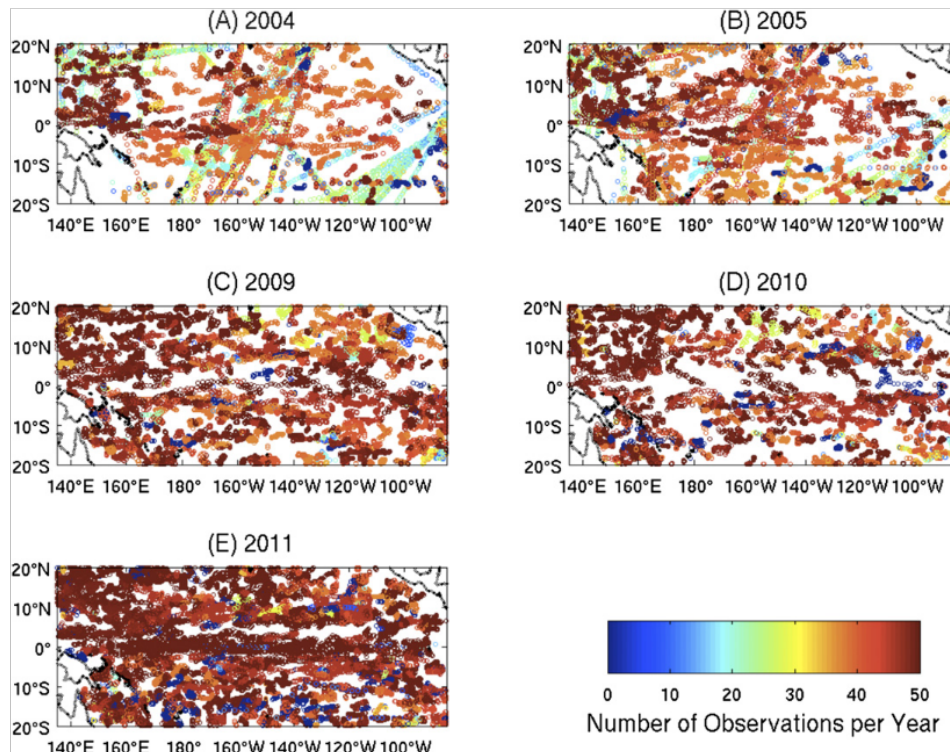 (A) 2004
20°N
10°N
0°
10°S
20°S
140°E 160°E 180° 160°W 140°W 120°W 100°W
(B) 2005
20°N
10°N
0°
10°S
20°S
140°E 160°E 180° 160°W 140°W 120°W 100°W
(C) 2009
20°N
10°N
0°
10°S
20°S
140°E 160°E 180° 160°W 140°W 120°W 100°W
(D) 2010
20°N
10°N
0°
10°S
20°S
140°E 160°E 180° 160°W 140°W 120°W 100°W
(E) 2011
20°N
10°N
0°
10°S
20°S
140°E 160°E 180° 160°W 140°W 120°W 100°W
0 10 20 30 40 50
Number of Observations per Year